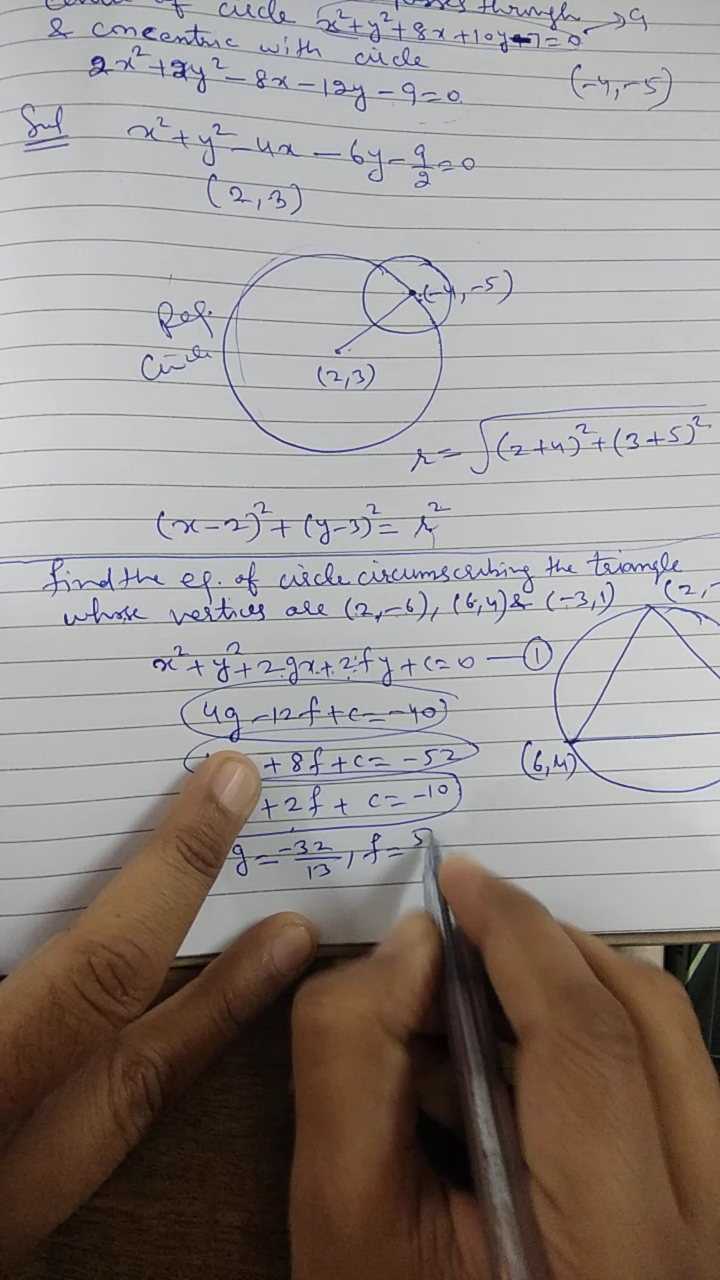 of circle x²+y²+8x+10y-7=0
& concentric with circle
2x²+2y²-8x-12y-9=0 (-4,-5)
Sol x²+y²-4x-6y-9/2=0
(2,3)
(-4,-5)
Ref.
Circle
(2,3)
r=√(2+4)²+(3+5)²
(x-2)²+(y-3)²=r²
find the eq. of circle circumscribing the triangle
whose vertices are (2,-6), (6,4) & (-3,1) (2,-
x²+y²+2gx+2fy+c=0 —①
4g-12f+c=-40
+8f+c=-52 (6,4)
+2f+c=-10
g=-32/13, f=5